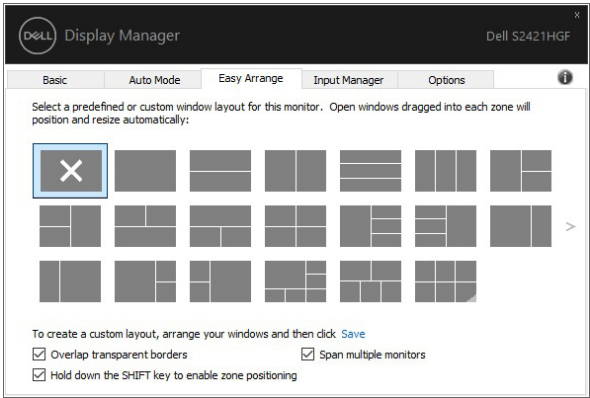 x
DELL Display Manager Dell S2421HGF
Basic Auto Mode Easy Arrange Input Manager Options
Select a predefined or custom window layout for this monitor. Open windows dragged into each zone will
position and resize automatically:
>
To create a custom layout, arrange your windows and then click Save
Overlap transparent borders Span multiple monitors
Hold down the SHIFT key to enable zone positioning